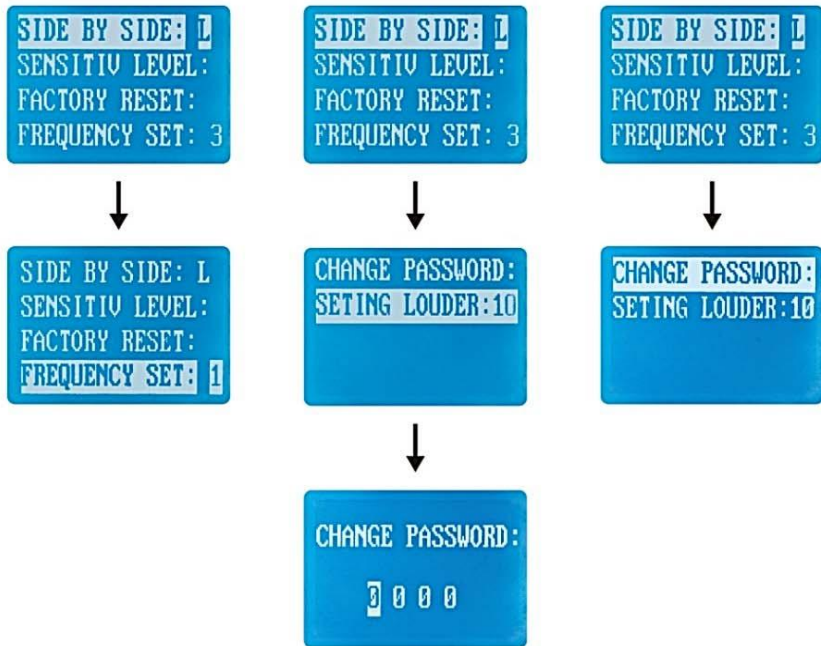 SIDE BY SIDE: L
SENSITIV LEVEL:
FACTORY RESET:
FREQUENCY SET: 3
SIDE BY SIDE: L
SENSITIV LEVEL:
FACTORY RESET:
FREQUENCY SET: 3
SIDE BY SIDE: L
SENSITIV LEVEL:
FACTORY RESET:
FREQUENCY SET: 3
SIDE BY SIDE: L
SENSITIV LEVEL:
FACTORY RESET:
FREQUENCY SET: 1
CHANGE PASSWORD:
SETING LOUDER:10
CHANGE PASSWORD:
SETING LOUDER:10
CHANGE PASSWORD:
0 0 0 0